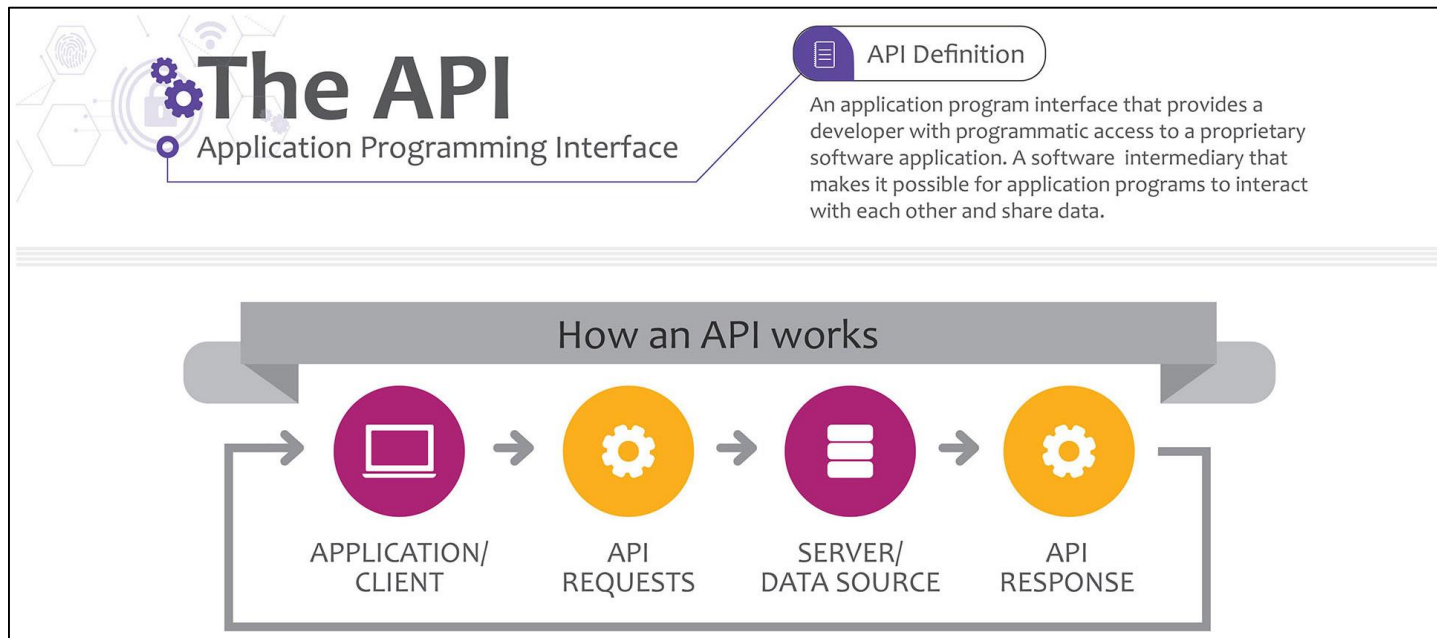 The API
Application Programming Interface
API Definition
An application program interface that provides a
developer with programmatic access to a proprietary
software application. A software intermediary that
makes it possible for application programs to interact
with each other and share data.
How an API works
APPLICATION/
CLIENT
API
REQUESTS
SERVER/
DATA SOURCE
API
RESPONSE